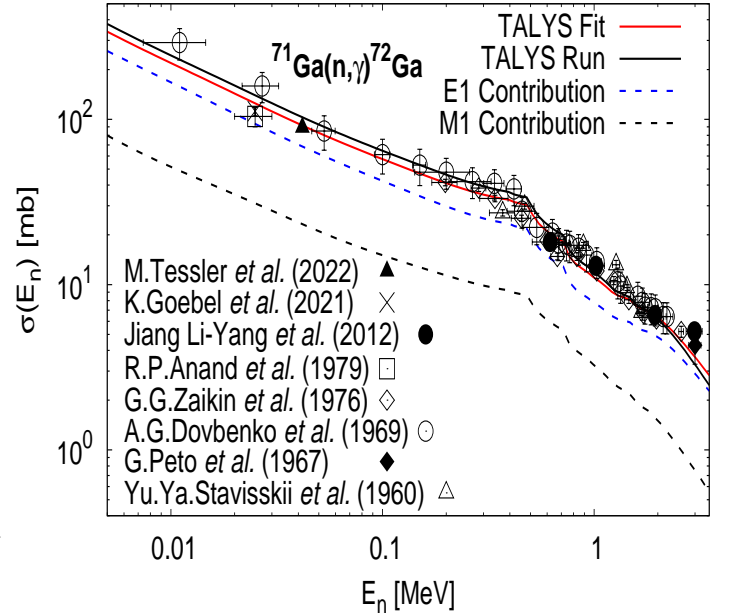 ⁷¹Ga(n,γ)⁷²Ga
TALYS Fit
TALYS Run
E1 Contribution
M1 Contribution
σ(Eₙ) [mb]
10²
10¹
10⁰
M.Tessler et al. (2022)
K.Goebel et al. (2021)
Jiang Li-Yang et al. (2012)
R.P.Anand et al. (1979)
G.G.Zaikin et al. (1976)
A.G.Dovbenko et al. (1969)
G.Peto et al. (1967)
Yu.Ya.Stavisskii et al. (1960)
0.01 0.1 1
Eₙ [MeV]